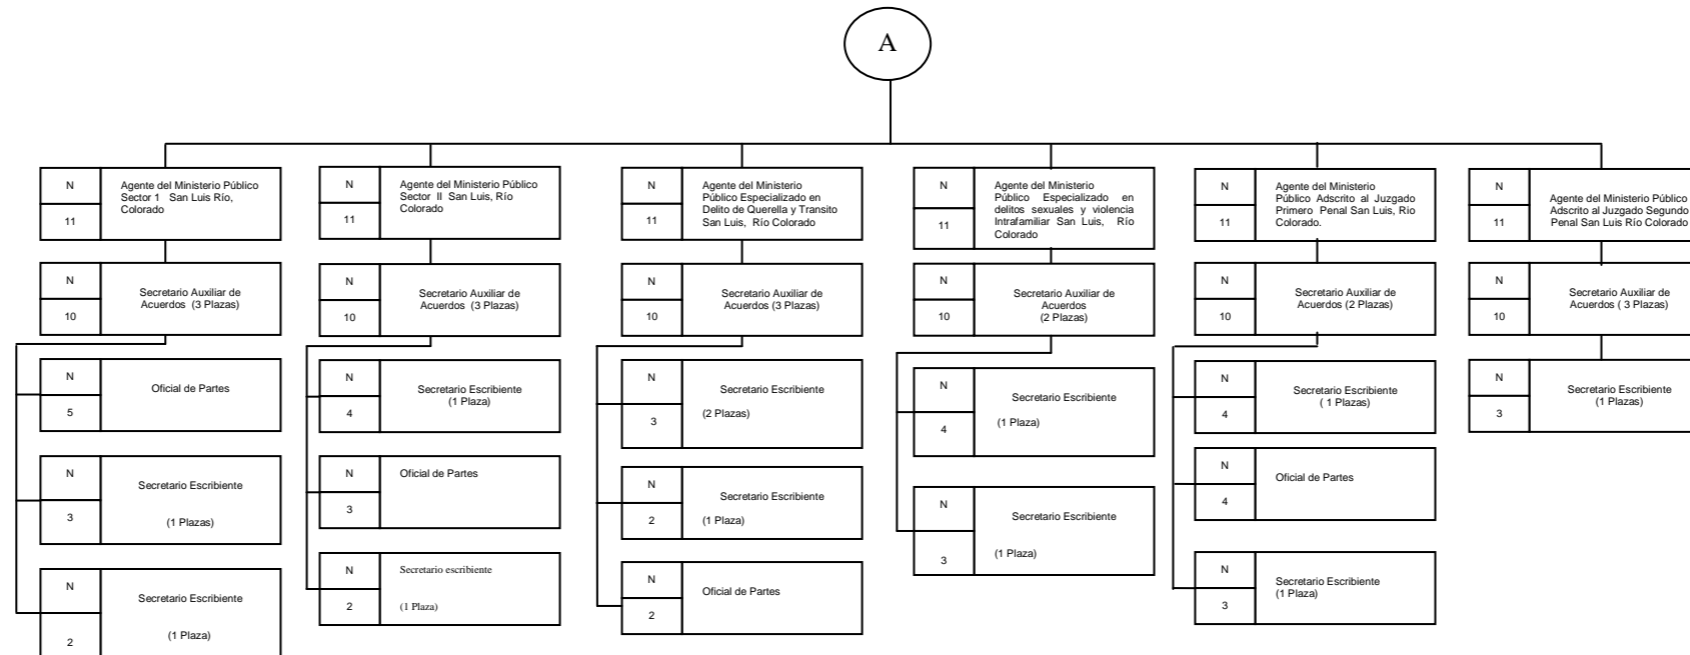 A
N
11
Agente del Ministerio Público
Sector 1 San Luis Río,
Colorado
N
10
Secretario Auxiliar de
Acuerdos (3 Plazas)
N
5
Oficial de Partes
N
3
Secretario Escribiente
(1 Plazas)
N
2
Secretario Escribiente
(1 Plaza)
N
11
Agente del Ministerio Público
Sector II San Luis, Río
Colorado
N
10
Secretario Auxiliar de
Acuerdos (3 Plazas)
N
4
Secretario Escribiente
(1 Plaza)
N
3
Oficial de Partes
N
2
Secretario escribiente
(1 Plaza)
N
11
Agente del Ministerio
Público Especializado en
Delito de Querella y Transito
San Luis, Río Colorado
N
10
Secretario Auxiliar de
Acuerdos (3 Plazas)
N
3
Secretario Escribiente
(2 Plazas)
N
2
Secretario Escribiente
(1 Plaza)
N
2
Oficial de Partes
N
11
Agente del Ministerio
Público Especializado en
delitos sexuales y violencia
Intrafamiliar San Luis, Río
Colorado
N
10
Secretario Auxiliar de
Acuerdos
(2 Plazas)
N
4
Secretario Escribiente
(1 Plaza)
N
3
Secretario Escribiente
(1 Plaza)
N
11
Agente del Ministerio
Público Adscrito al Juzgado
Primero Penal San Luis, Rio
Colorado.
N
10
Secretario Auxiliar de
Acuerdos (2 Plazas)
N
4
Secretario Escribiente
( 1 Plazas)
N
4
Oficial de Partes
N
3
Secretario Escribiente
(1 Plaza)
N
11
Agente del Ministerio Público
Adscrito al Juzgado Segundo
Penal San Luis Río Colorado
N
10
Secretario Auxiliar de
Acuerdos ( 3 Plazas)
N
3
Secretario Escribiente
(1 Plazas)